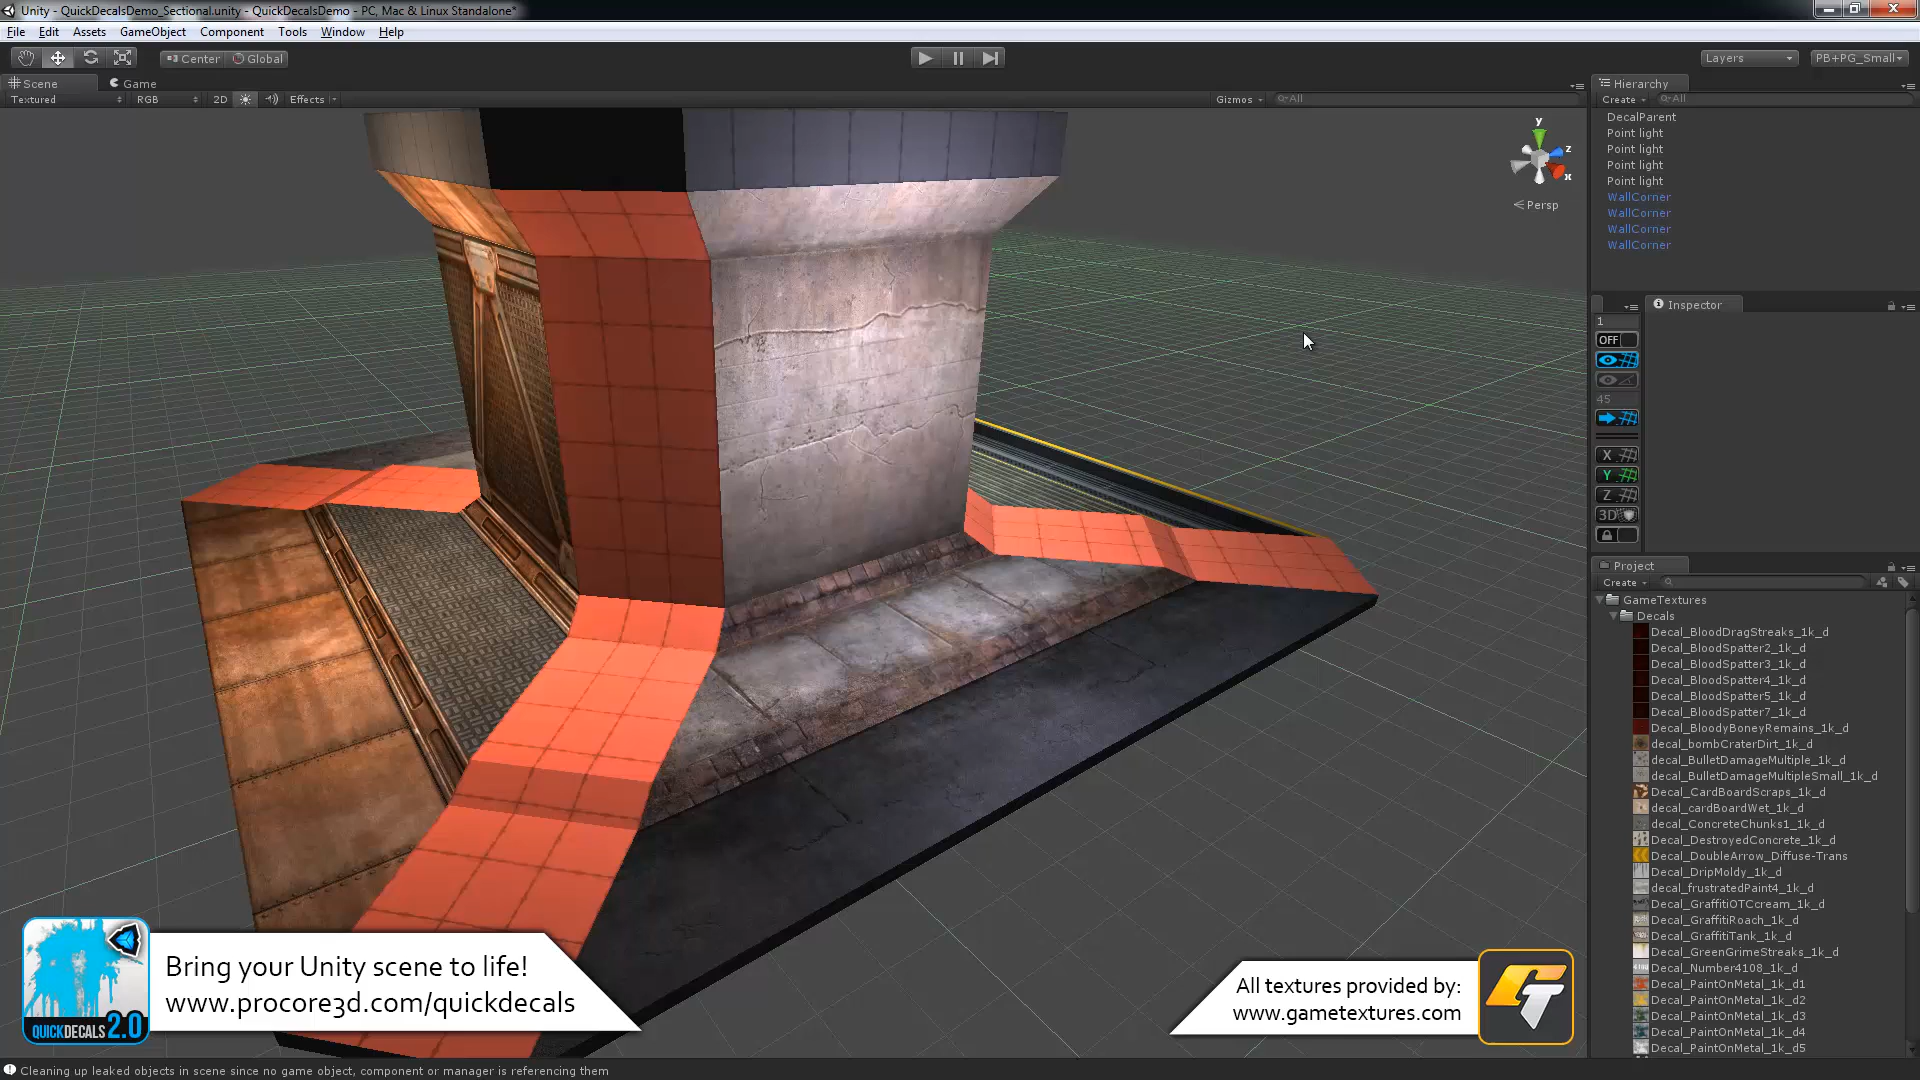 Unity - QuickDecalsDemo_Sectional.unity - QuickDecalsDemo - PC, Mac & Linux Standalone*
File Edit Assets GameObject Component Tools Window Help
Center Global
Layers PB+PG_Small
Scene Game
Textured RGB 2D Effects Gizmos All
y
z
x
Persp
Hierarchy
Create All
DecalParent
Point light
Point light
Point light
Point light
WallCorner
WallCorner
WallCorner
WallCorner
Inspector
1
OFF
45
X
Y
Z
3D
Project
Create
GameTextures
Decals
Decal_BloodDragStreaks_1k_d
Decal_BloodSpatter2_1k_d
Decal_BloodSpatter3_1k_d
Decal_BloodSpatter4_1k_d
Decal_BloodSpatter5_1k_d
Decal_BloodSpatter7_1k_d
Decal_BloodyBoneyRemains_1k_d
decal_bombCraterDirt_1k_d
decal_BulletDamageMultiple_1k_d
decal_BulletDamageMultipleSmall_1k_d
Decal_CardBoardScraps_1k_d
decal_cardBoardWet_1k_d
decal_ConcreteChunks1_1k_d
Decal_DestroyedConcrete_1k_d
Decal_DoubleArrow_Diffuse-Trans
Decal_DripMoldy_1k_d
decal_frustratedPaint4_1k_d
Decal_GraffitiOTCcream_1k_d
Decal_GraffitiRoach_1k_d
Decal_GraffitiTank_1k_d
Decal_GreenGrimeStreaks_1k_d
Decal_Number4108_1k_d
Decal_PaintOnMetal_1k_d1
Decal_PaintOnMetal_1k_d2
Decal_PaintOnMetal_1k_d3
Decal_PaintOnMetal_1k_d4
Decal_PaintOnMetal_1k_d5
QUICKDECALS 2.0
Bring your Unity scene to life!
www.procore3d.com/quickdecals
All textures provided by:
www.gametextures.com
GT
Cleaning up leaked objects in scene since no game object, component or manager is referencing them